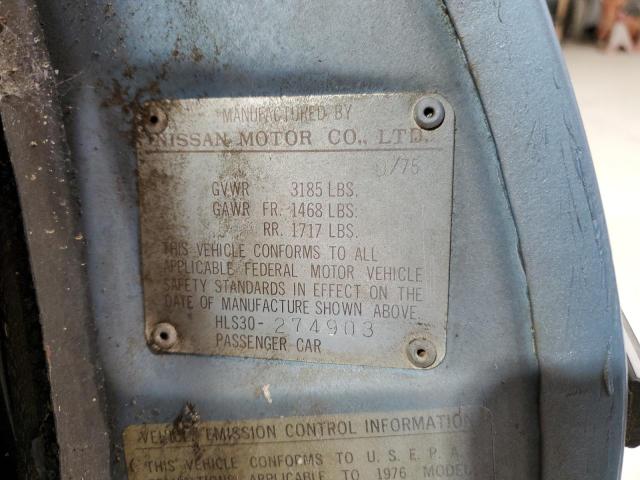 MANUFACTURED BY
NISSAN MOTOR CO., LTD.
/75
GVWR 3185 LBS.
GAWR FR. 1468 LBS.
RR. 1717 LBS.
THIS VEHICLE CONFORMS TO ALL
APPLICABLE FEDERAL MOTOR VEHICLE
SAFETY STANDARDS IN EFFECT ON THE
DATE OF MANUFACTURE SHOWN ABOVE.
HLS30-274903
PASSENGER CAR
VEHICLE EMISSION CONTROL INFORMATION
THIS VEHICLE CONFORMS TO U.S.E.P.A.
APPLICABLE TO 1976 MODEL